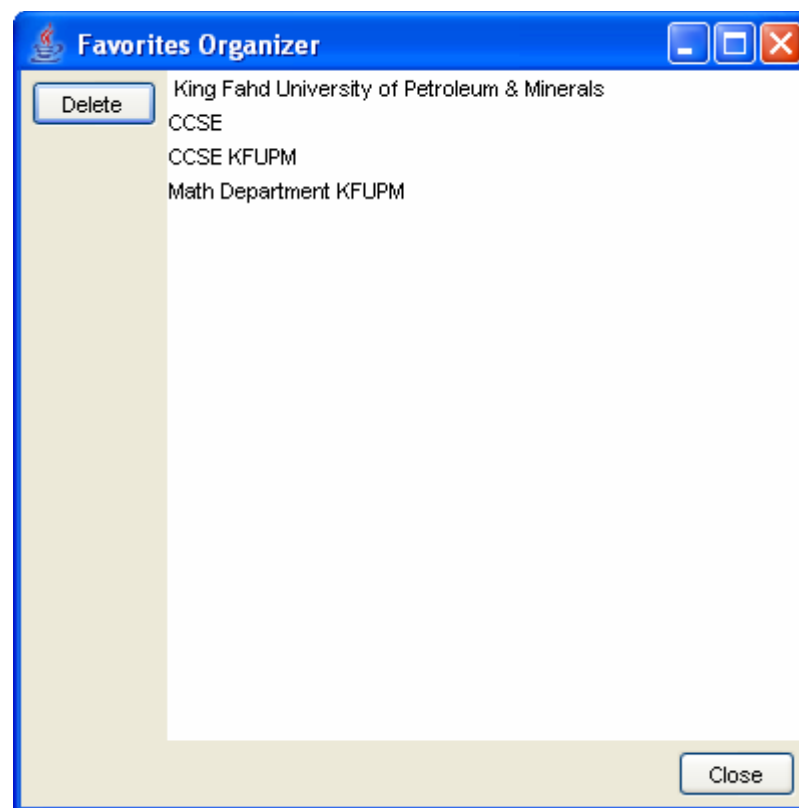 Favorites Organizer
Delete
King Fahd University of Petroleum & Minerals
CCSE
CCSE KFUPM
Math Department KFUPM
Close